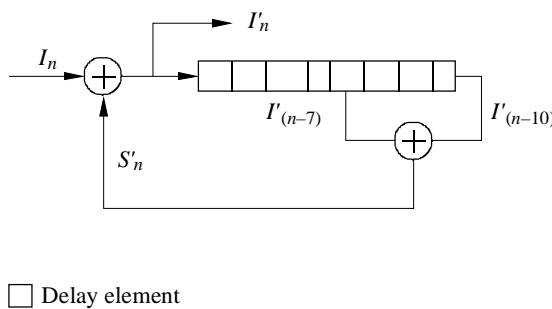 I′n
In
I′(n–7)
I′(n–10)
S′n
Delay element